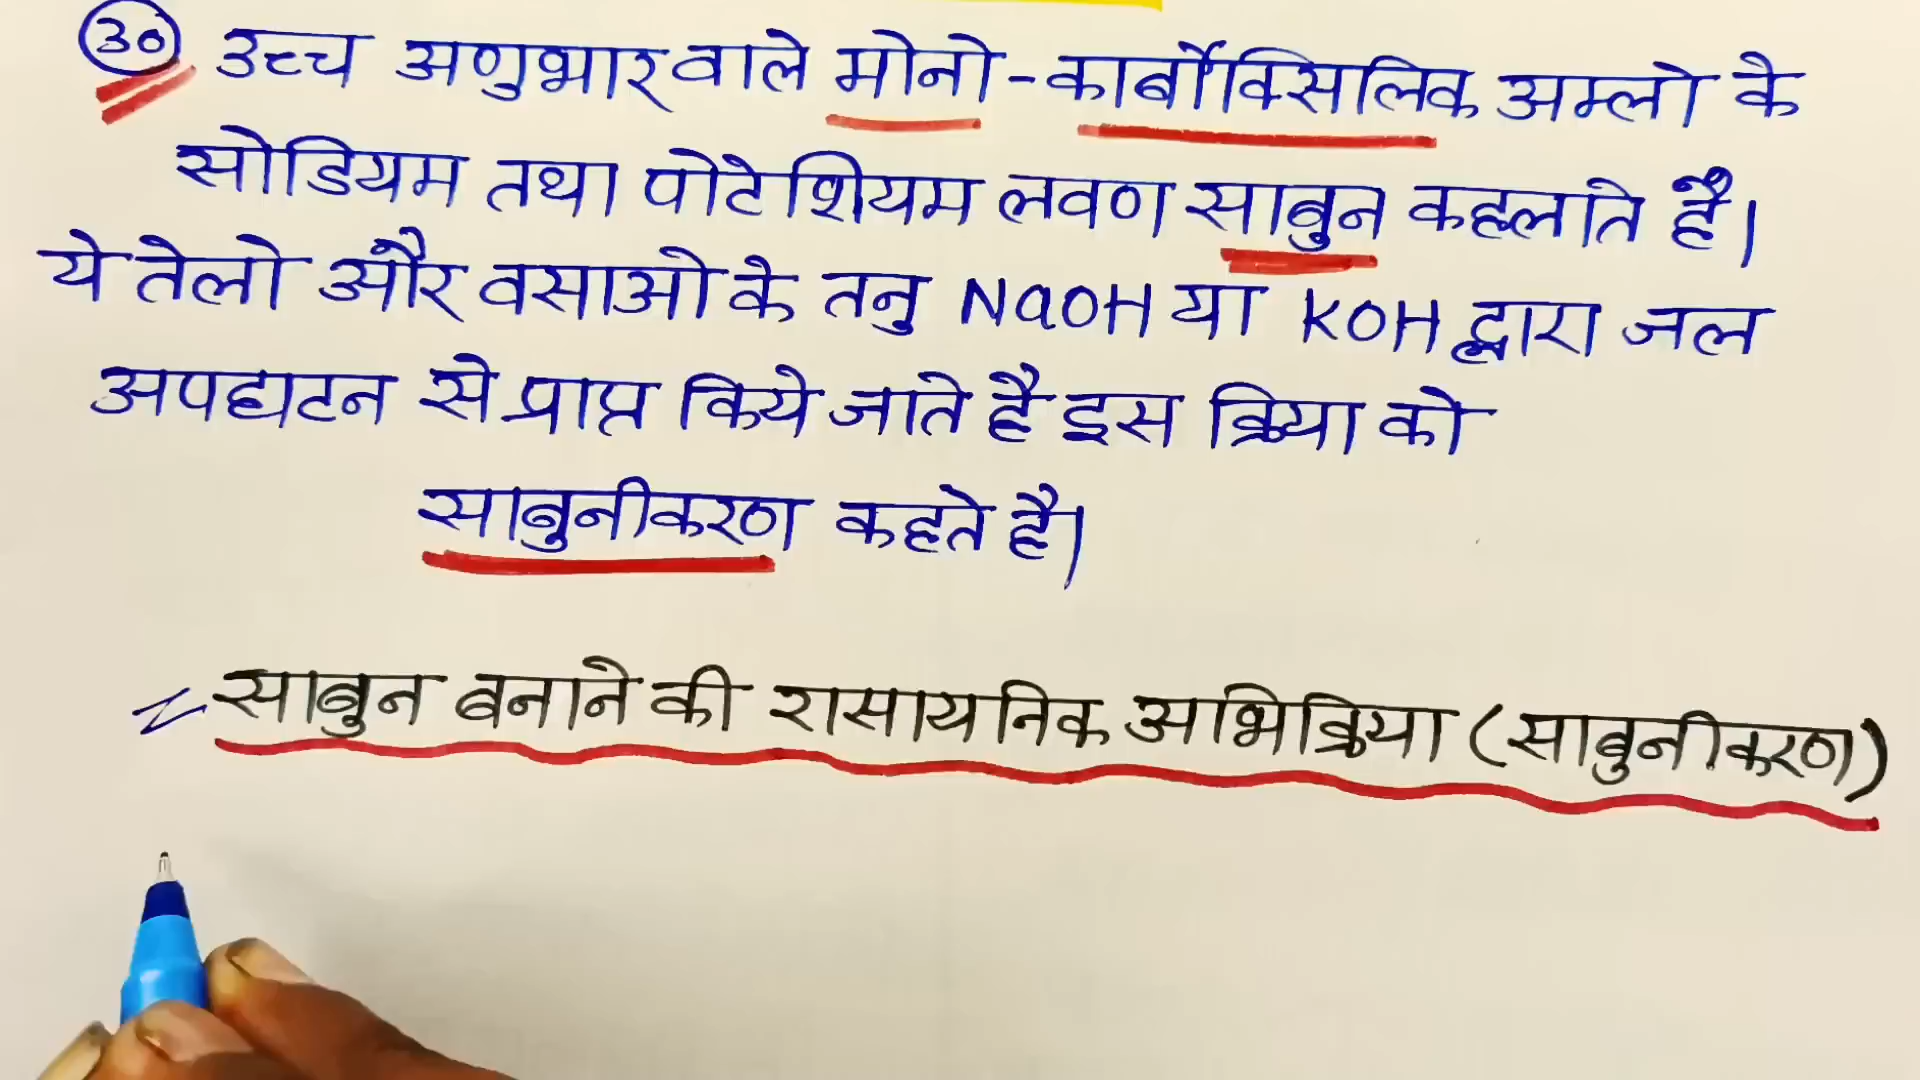 30 उच्च अणुभार वाले मोनो-कार्बोक्सिलिक अम्लो के
सोडियम तथा पोटेशियम लवण साबुन कहलाते हैं।
ये तेलो और वसाओ के तनु NaOH या KOH द्वारा जल
अपघटन से प्राप्त किये जाते है इस क्रिया को
साबुनीकरण कहते है।
साबुन बनाने की रासायनिक अभिक्रिया (साबुनीकरण)